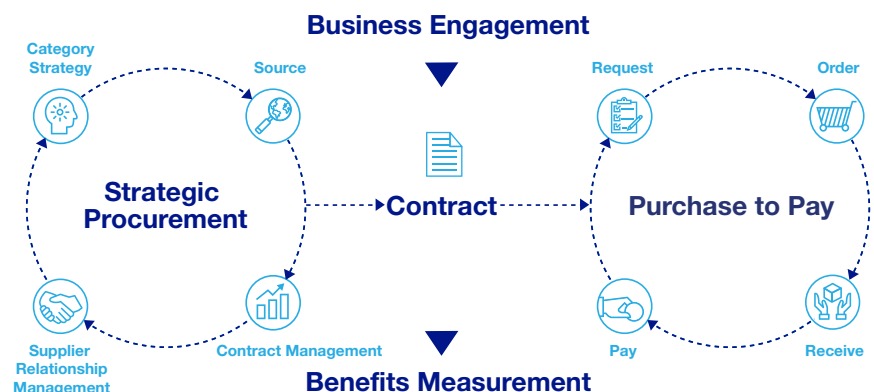 Business Engagement
Category
Strategy
Source
Request
Order
Strategic
Procurement
Contract
Purchase to Pay
Supplier
Relationship
Management
Contract Management
Pay
Receive
Benefits Measurement